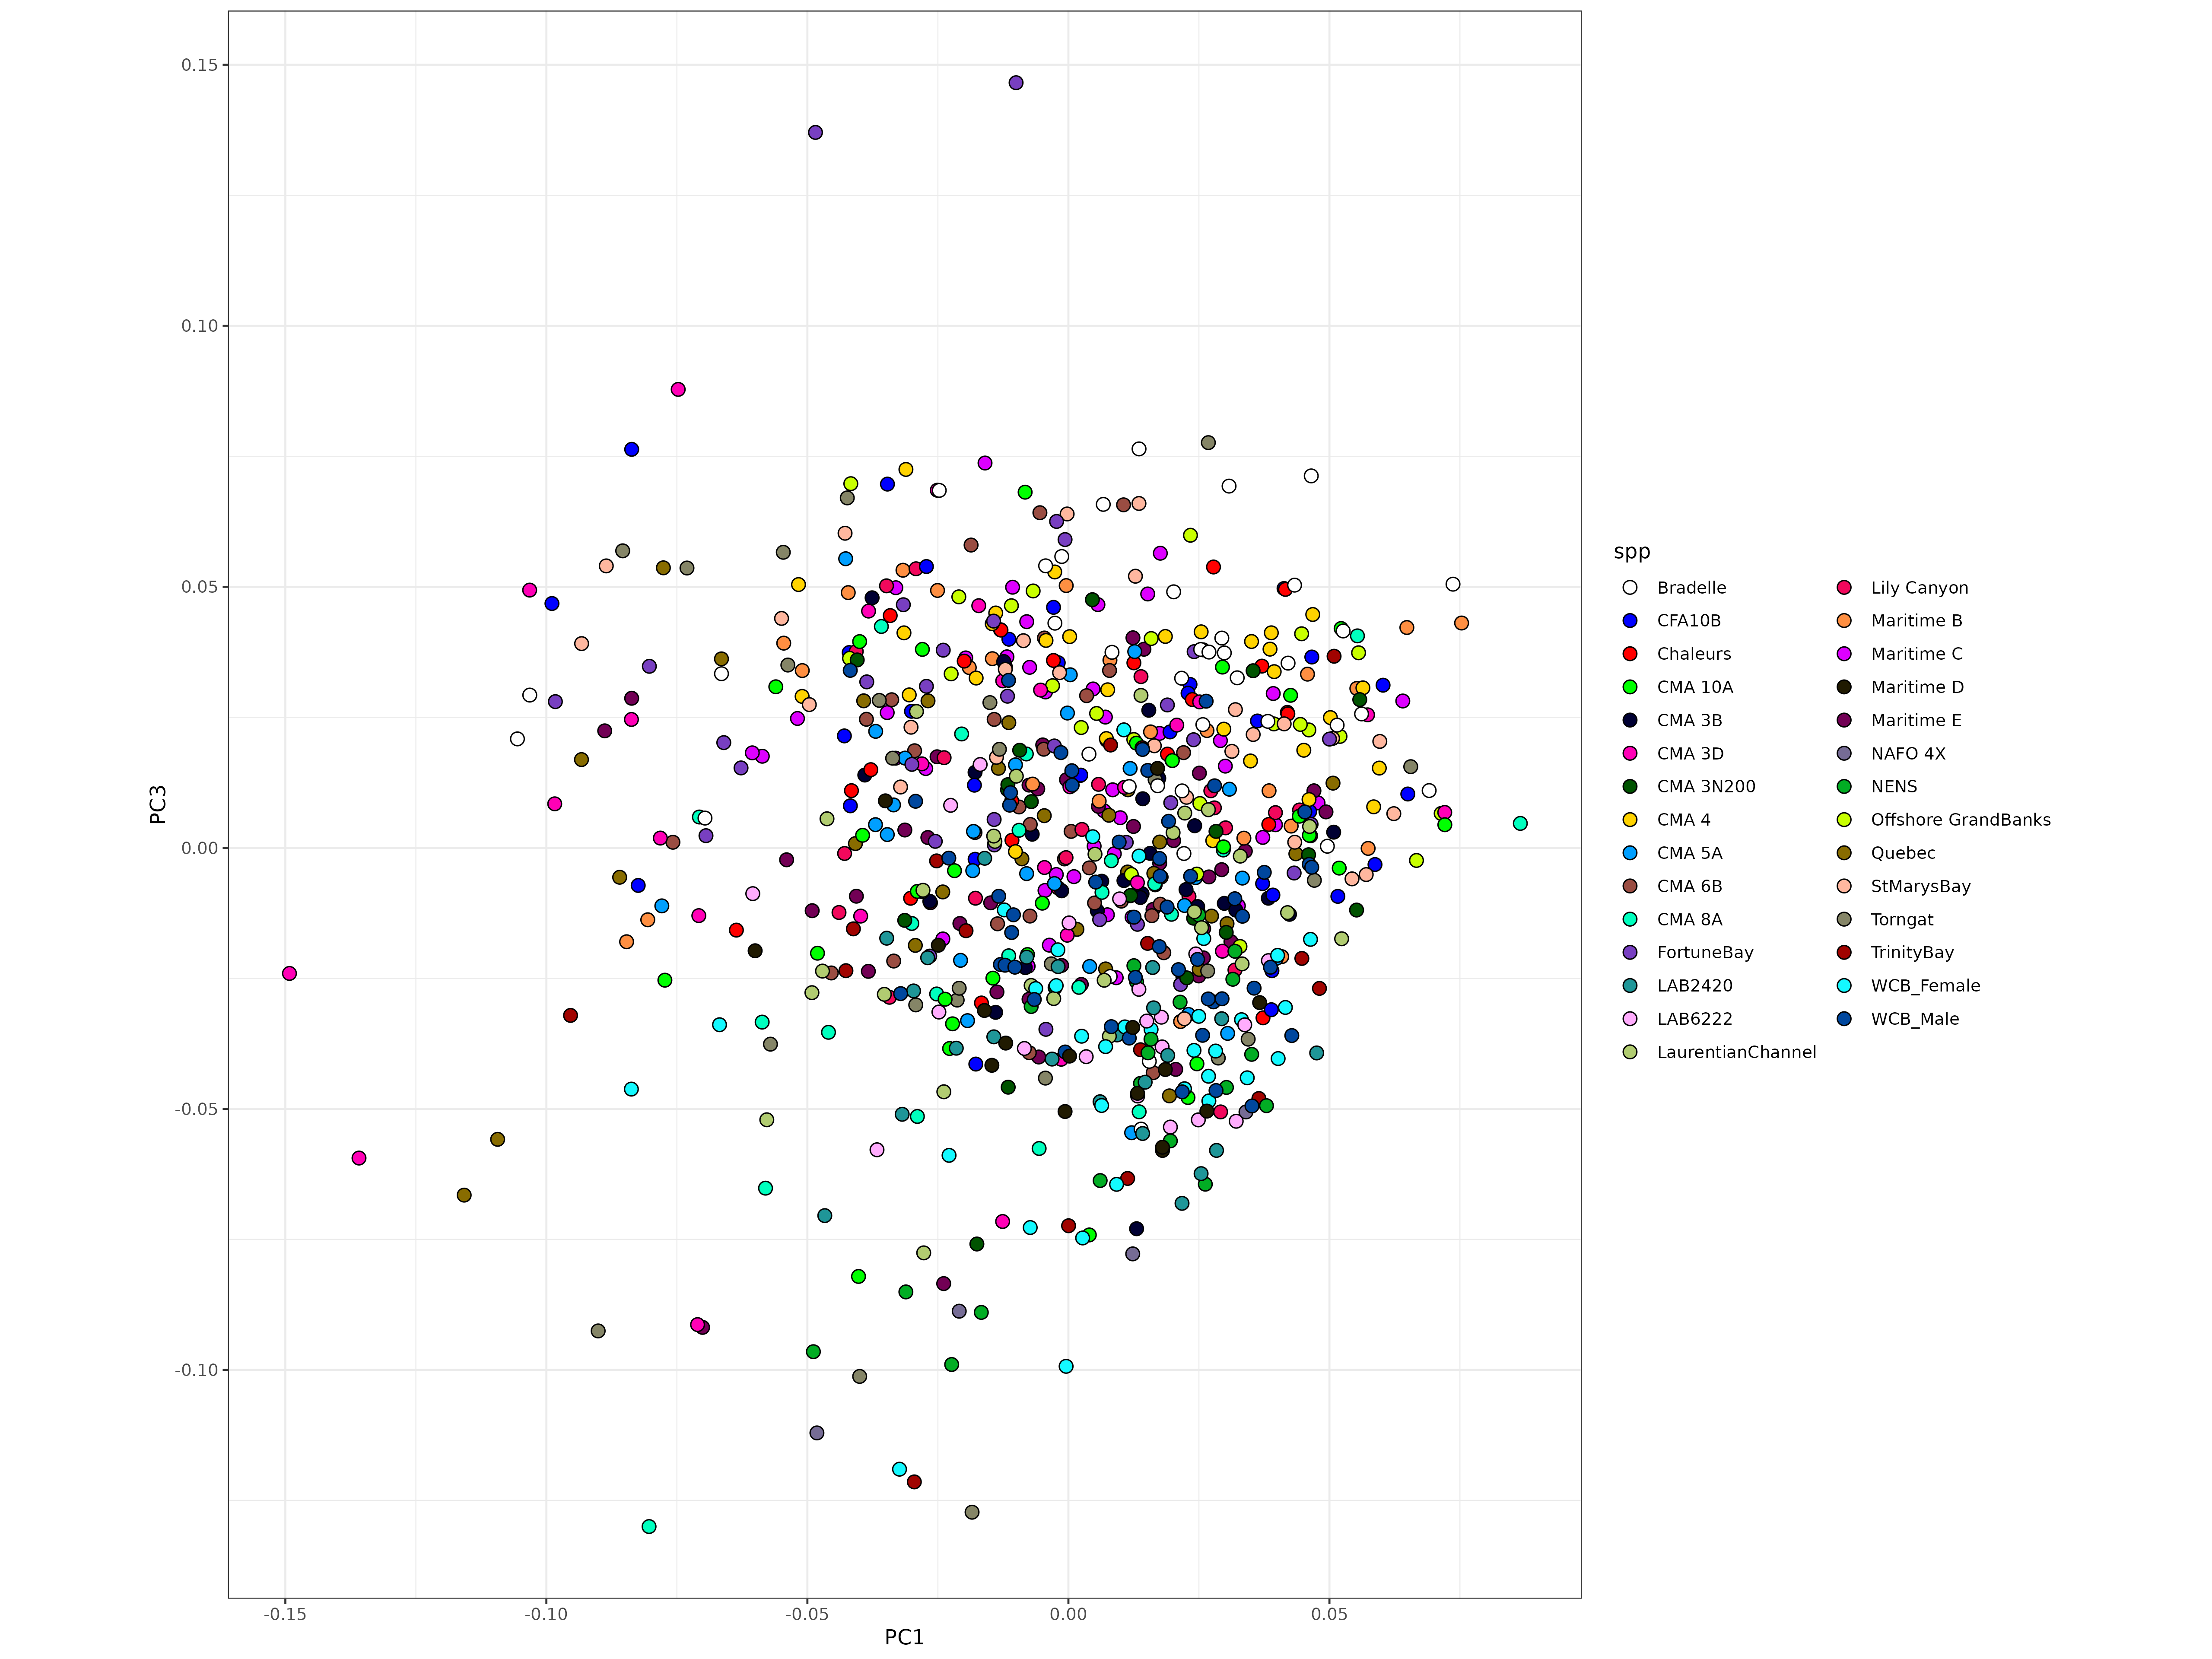 0.15
0.10
0.05
0.00
-0.05
-0.10
PC3
-0.15
-0.10
-0.05
0.00
0.05
PC1
spp
Bradelle
CFA10B
Chaleurs
CMA 10A
CMA 3B
CMA 3D
CMA 3N200
CMA 4
CMA 5A
CMA 6B
CMA 8A
FortuneBay
LAB2420
LAB6222
LaurentianChannel
Lily Canyon
Maritime B
Maritime C
Maritime D
Maritime E
NAFO 4X
NENS
Offshore GrandBanks
Quebec
StMarysBay
Torngat
TrinityBay
WCB_Female
WCB_Male